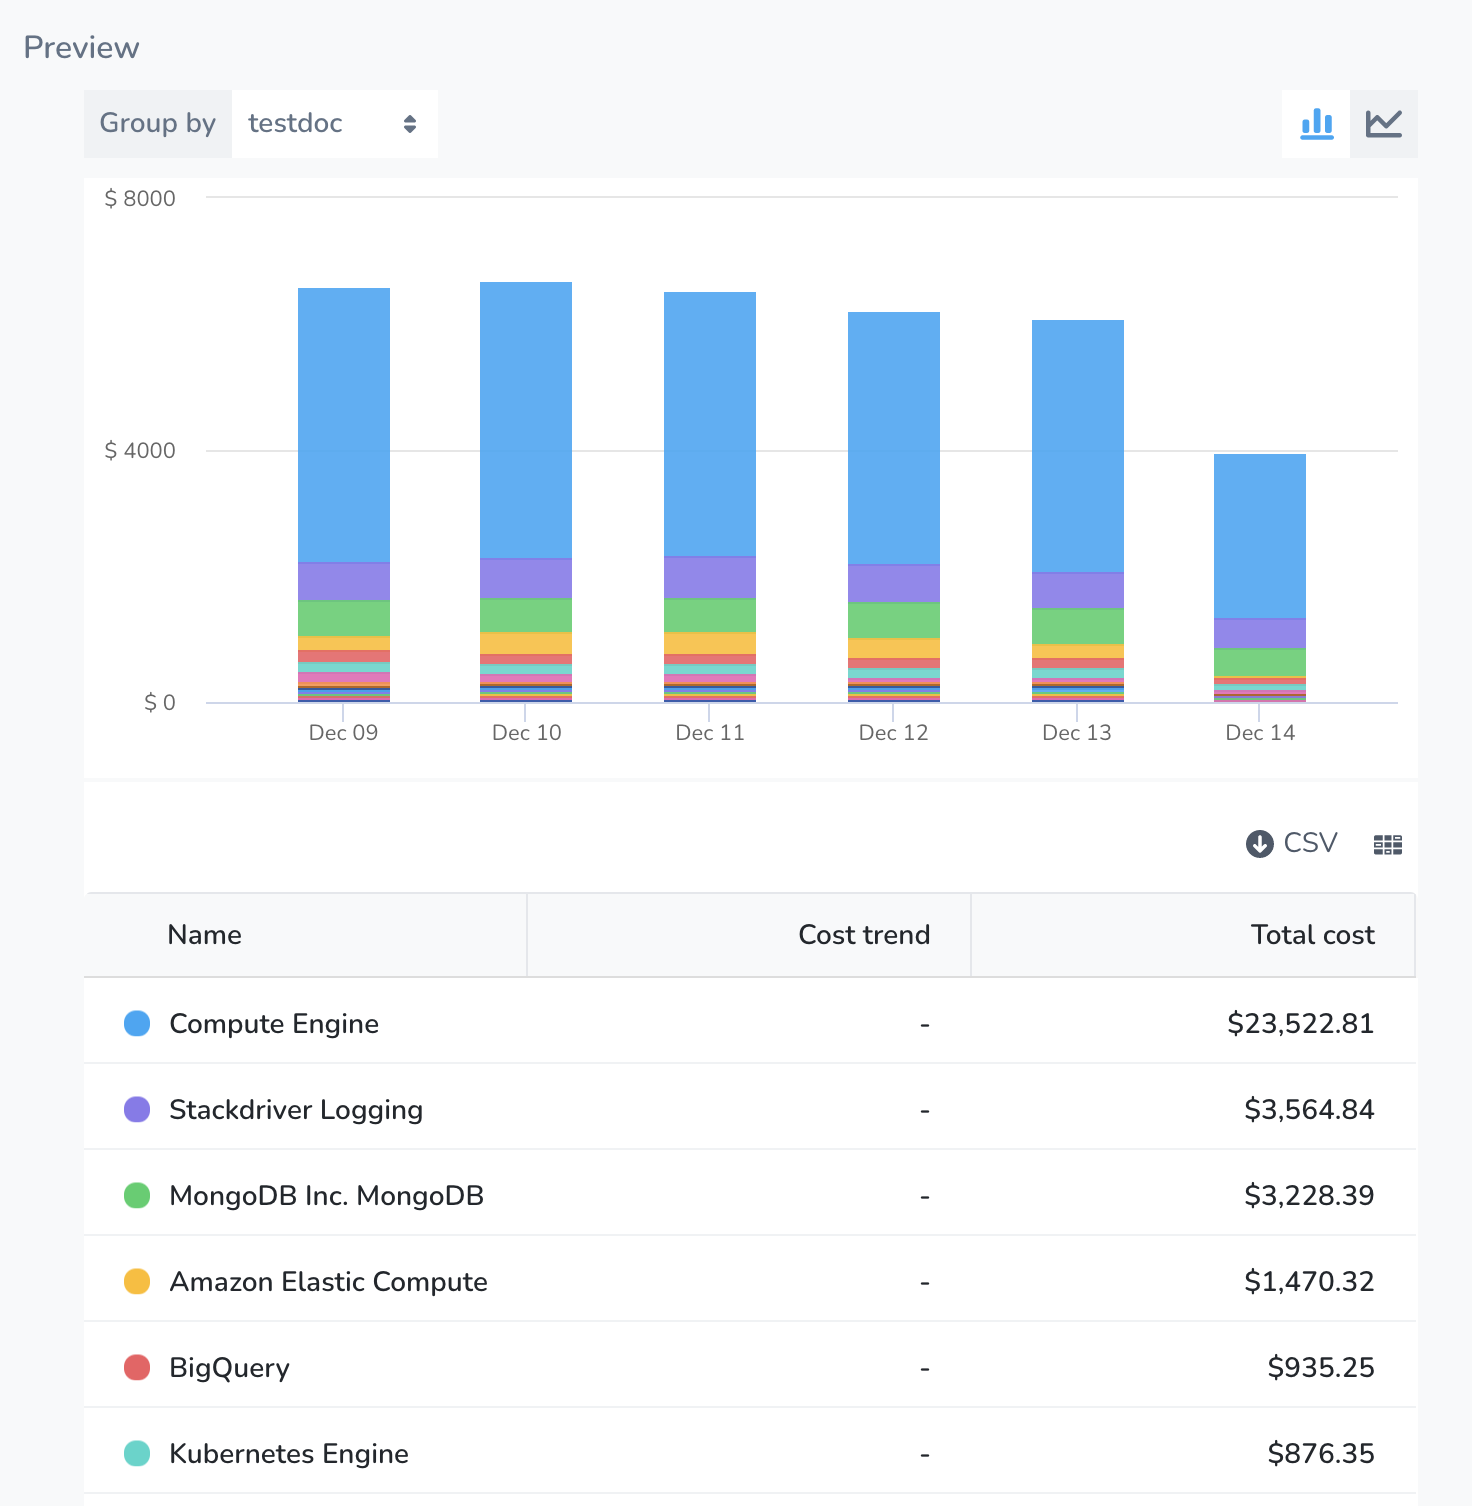 Preview
Group by testdoc
$ 8000
$ 4000
$ 0
Dec 09 Dec 10 Dec 11 Dec 12 Dec 13 Dec 14
CSV
Name Cost trend Total cost
Compute Engine - $23,522.81
Stackdriver Logging - $3,564.84
MongoDB Inc. MongoDB - $3,228.39
Amazon Elastic Compute - $1,470.32
BigQuery - $935.25
Kubernetes Engine - $876.35